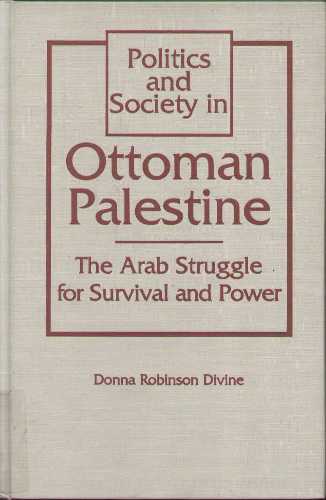 Politics and
Society in
Ottoman
Palestine
The Arab Struggle
for Survival and Power
Donna Robinson Divine